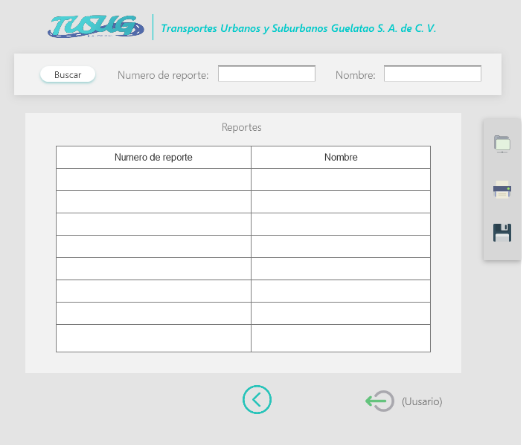 TUSUG Transportes Urbanos y Suburbanos Guelatao S. A. de C. V.
Buscar Numero de reporte: Nombre:
Reportes
Numero de reporte Nombre
(Uusario)